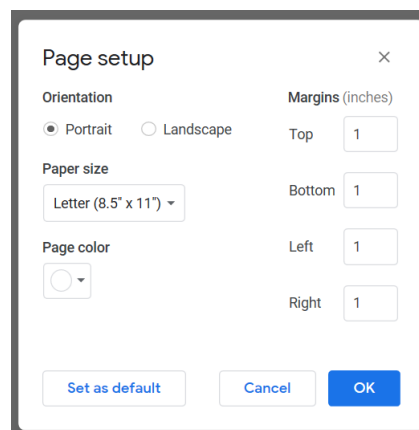 Page setup
Orientation
Portrait
Landscape
Paper size
Letter (8.5" x 11")
Page color
Margins (inches)
Top 1
Bottom 1
Left 1
Right 1
Set as default
Cancel
OK